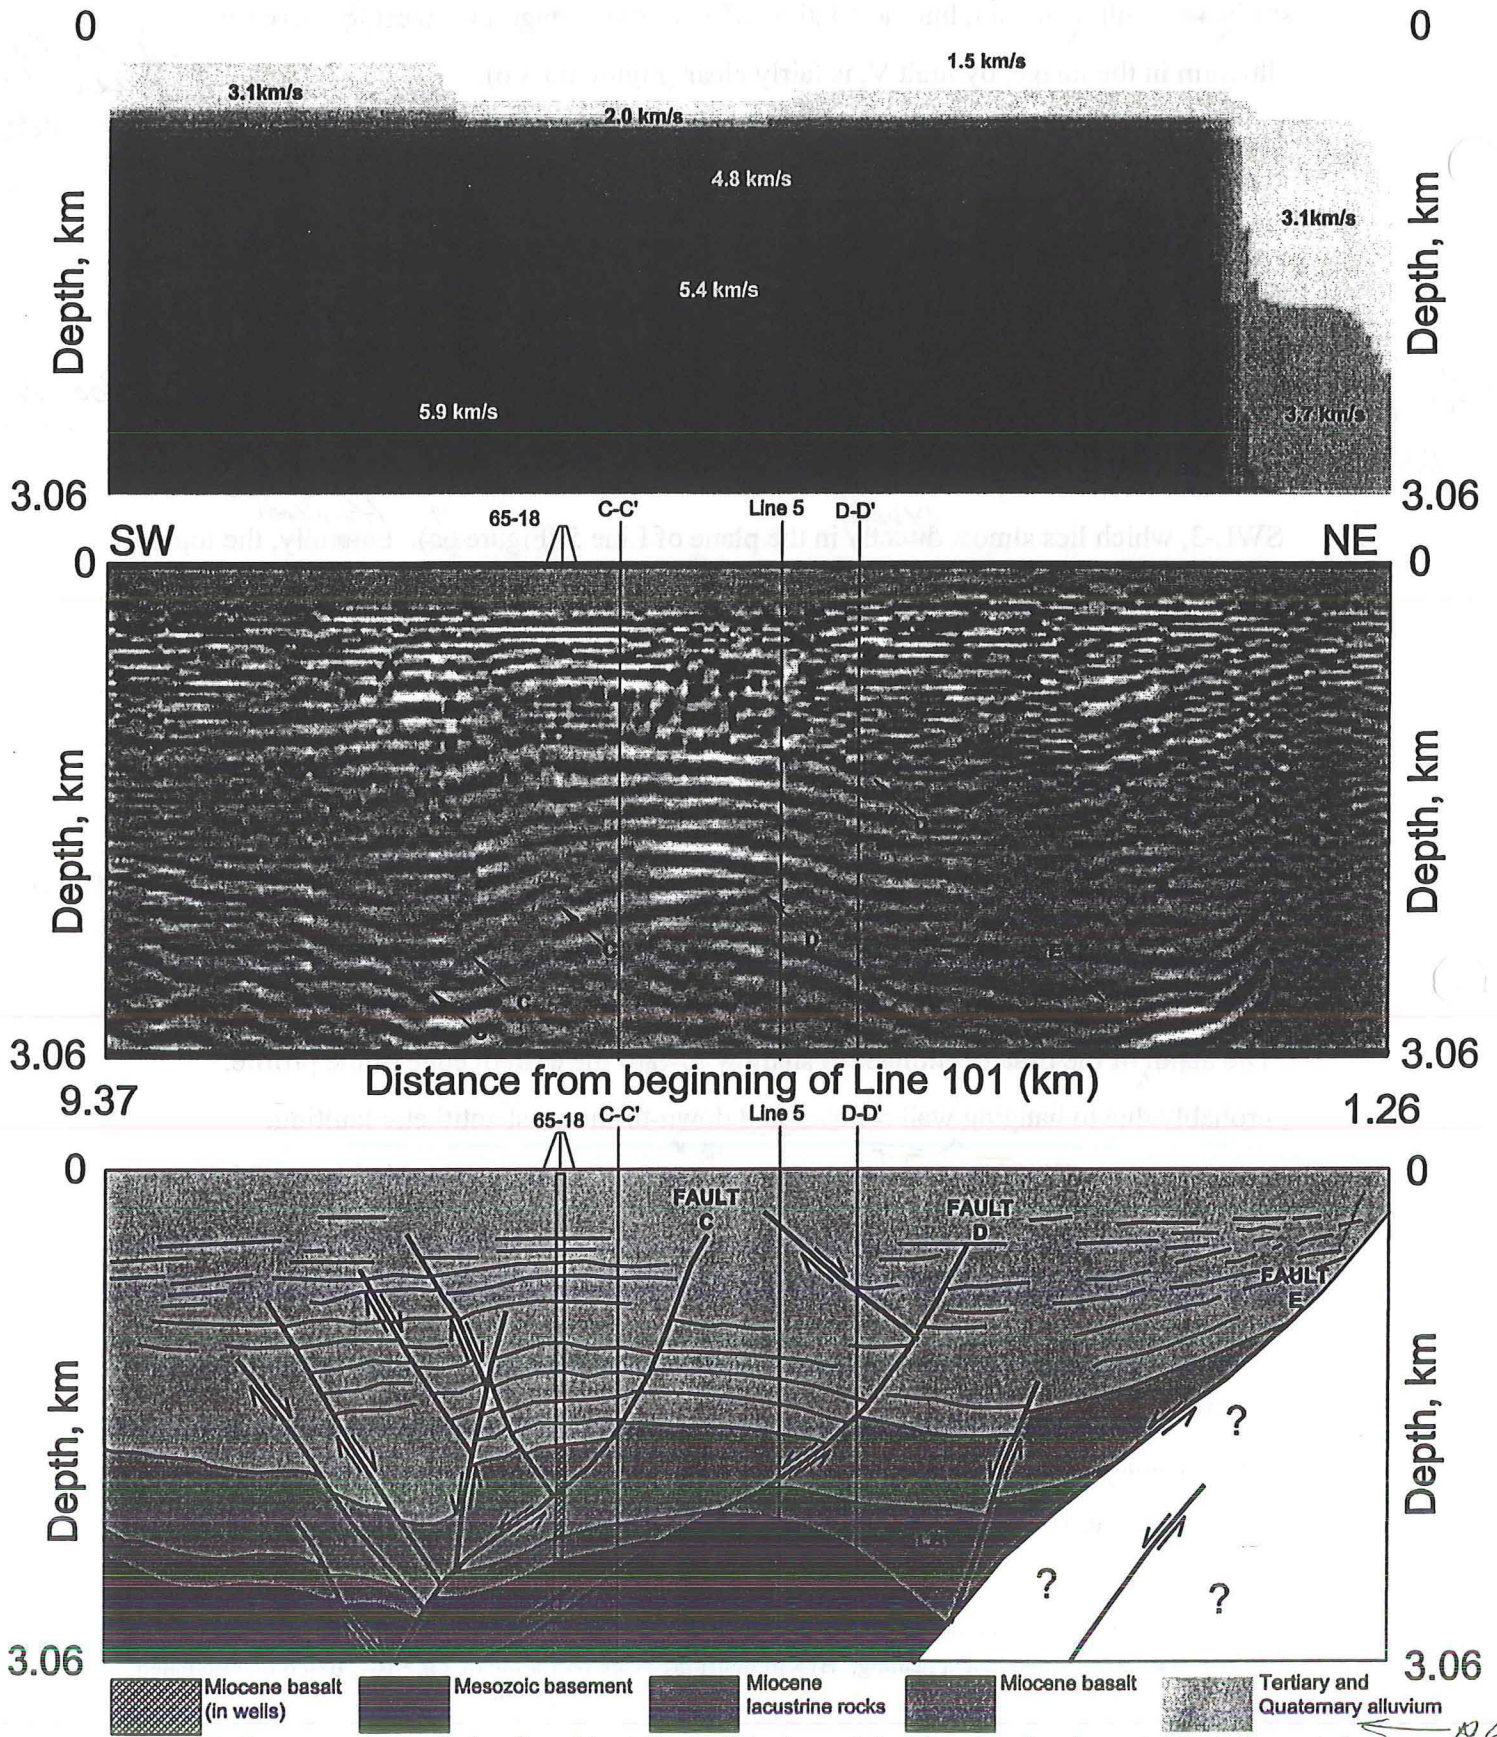 0 0
1.5 km/s
3.1km/s
2.0 km/s
4.8 km/s
Depth, km Depth, km
3.1km/s
5.4 km/s
5.9 km/s
3.7 km/s
3.06 3.06
65-18 C-C' Line 5 D-D'
SW NE
0 0
Depth, km Depth, km
C D E
C
3.06 3.06
9.37 Distance from beginning of Line 101 (km) 1.26
65-18 C-C' Line 5 D-D'
0 0
FAULT
C
FAULT
D
FAULT
E
Depth, km Depth, km
?
? ?
3.06 3.06
Miocene basalt
(in wells)
Mesozoic basement
Miocene
lacustrine rocks
Miocene basalt
Tertiary and
Quaternary alluvium